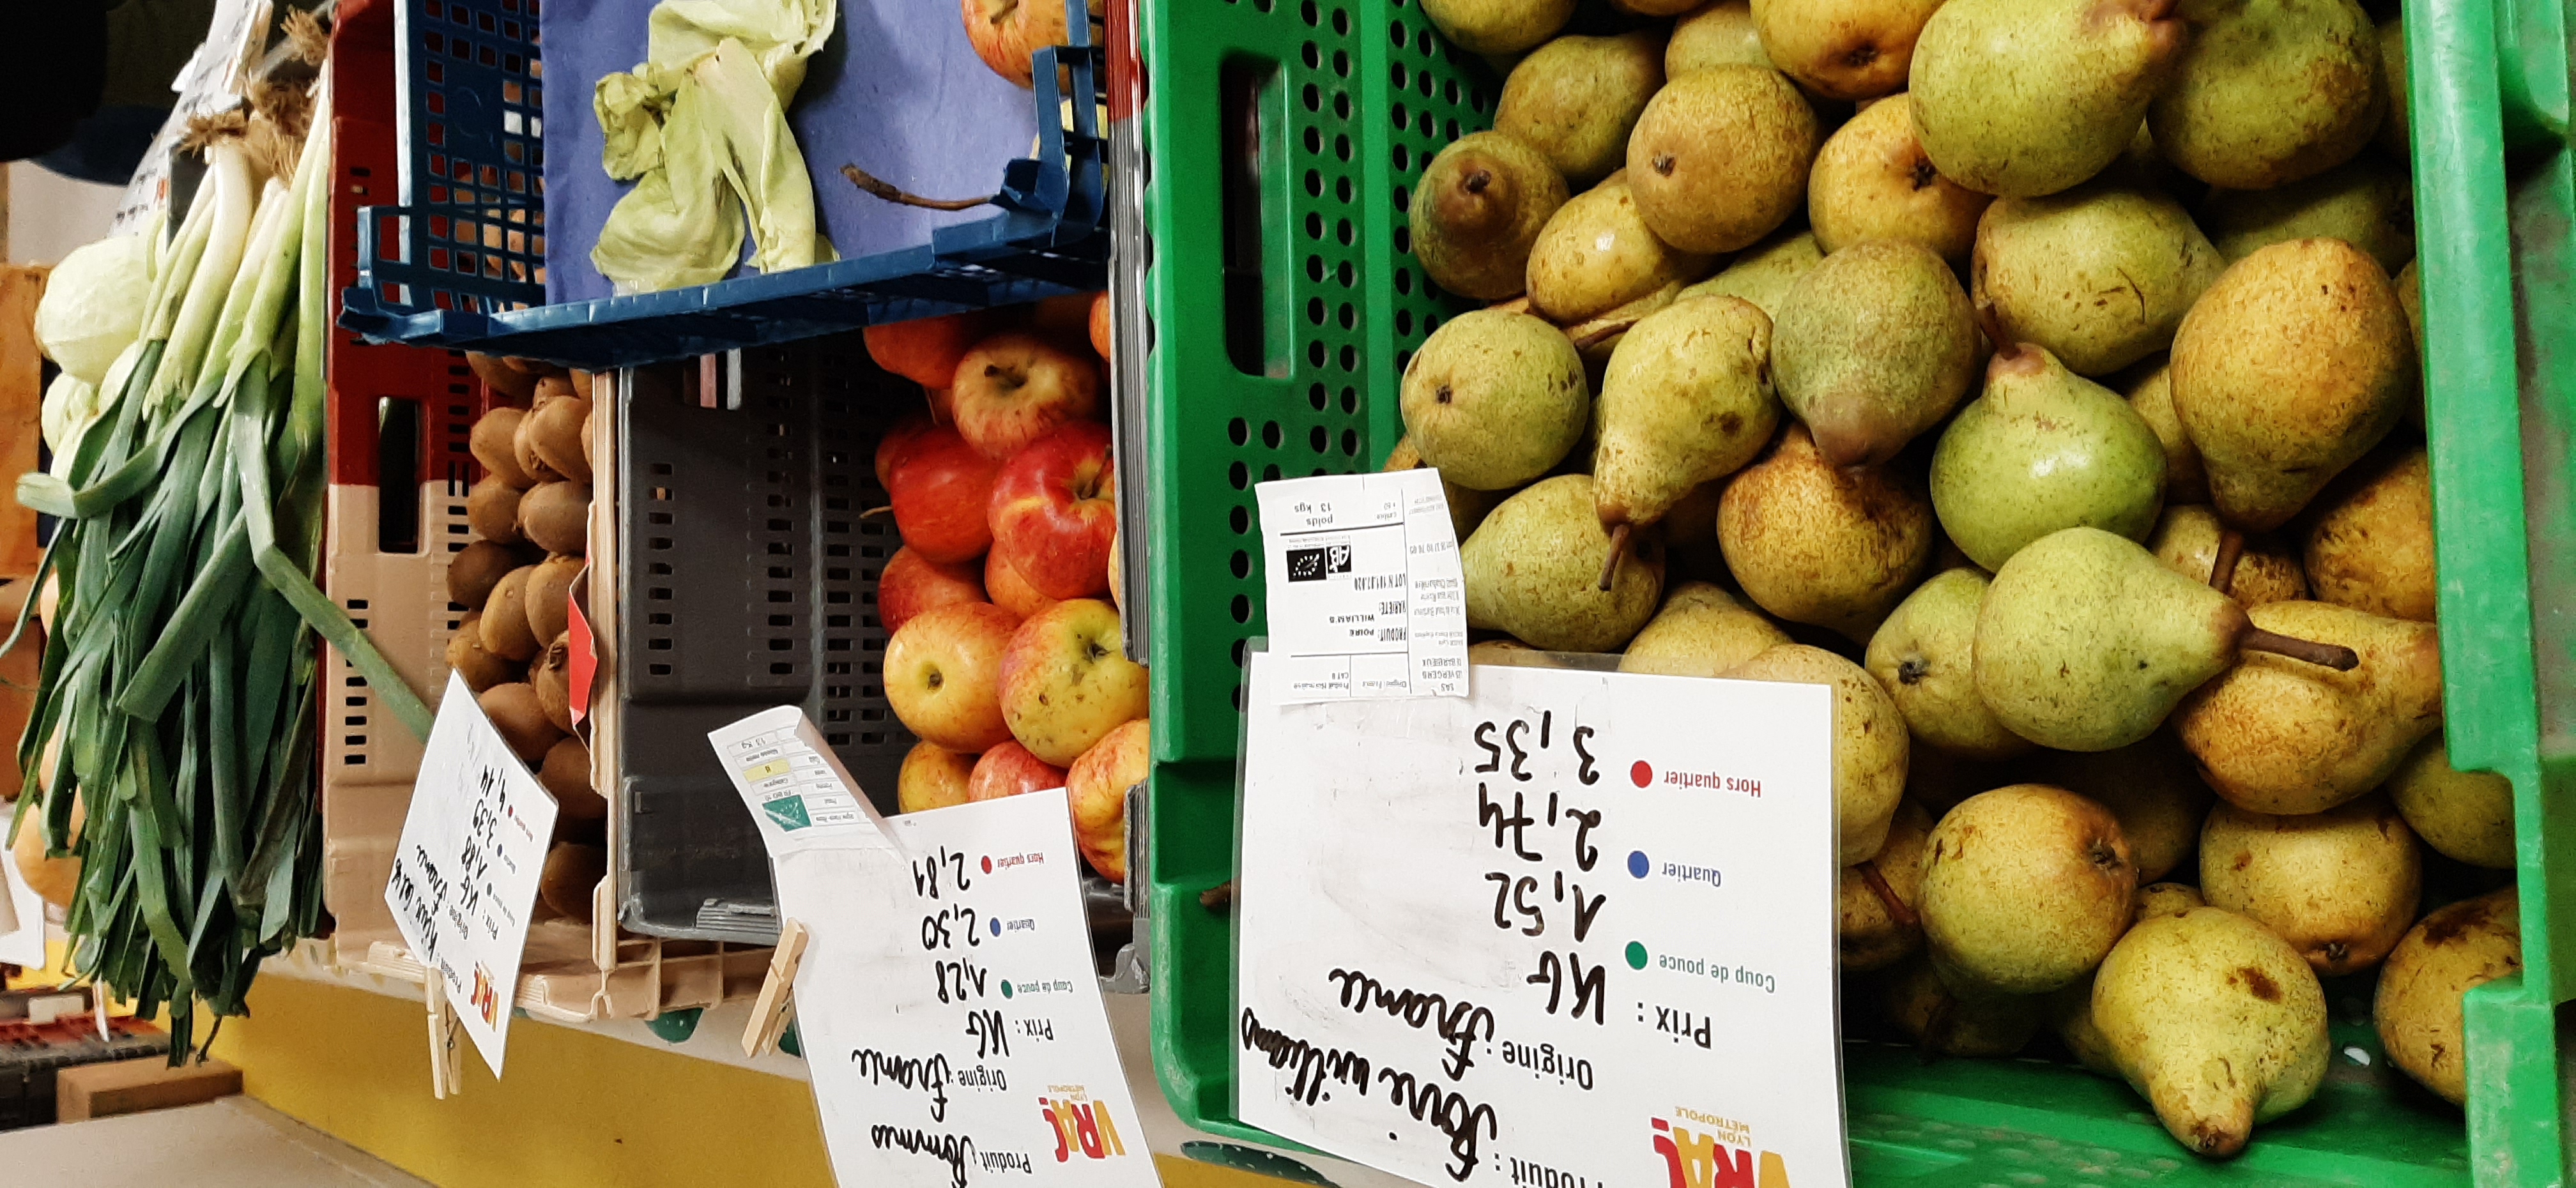 Produit : Poire williams
Origine : France
Prix : KG
Coup de pouce 1,52
Quartier 2,74
Hors quartier 3,35
VRAC
LYON
MÉTROPOLE
PRODUIT: POIRE
VARIETE: WILLIAM'S
poids
13 kgs
AB
Produit : Pommes
Origine : France
Prix : KG
Coup de pouce 1,28
Quartier 2,30
Hors quartier 2,81
VRAC
LYON
MÉTROPOLE
Produit : Kiwi
Origine : France
Prix : KG
1,88
3,39
4,14
VRAC